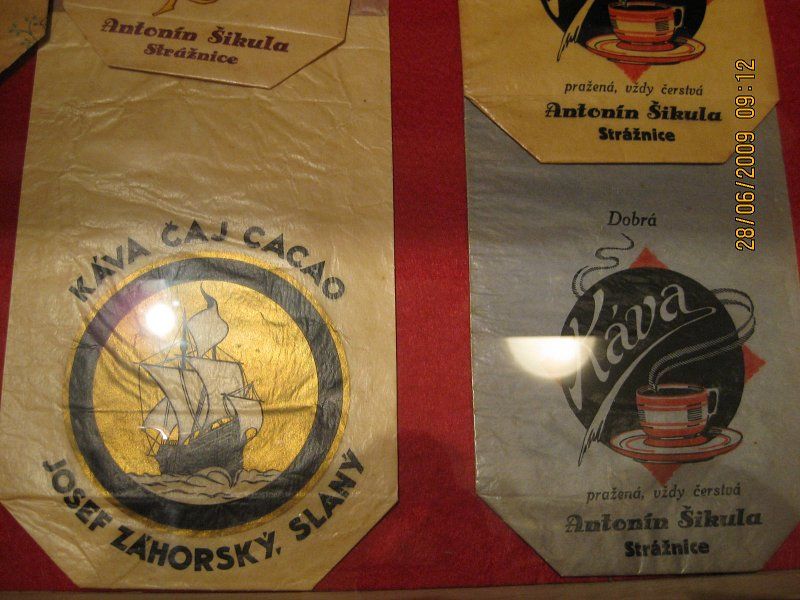 Antonín Šikula
Strážnice
KÁVA ČAJ CACAO
JOSEF ZÁHORSKÝ, SLANÝ
pražená, vždy čerstvá
Antonín Šikula
Strážnice
Dobrá
Káva
pražená, vždy čerstvá
Antonín Šikula
Strážnice
28/06/2009 09:12